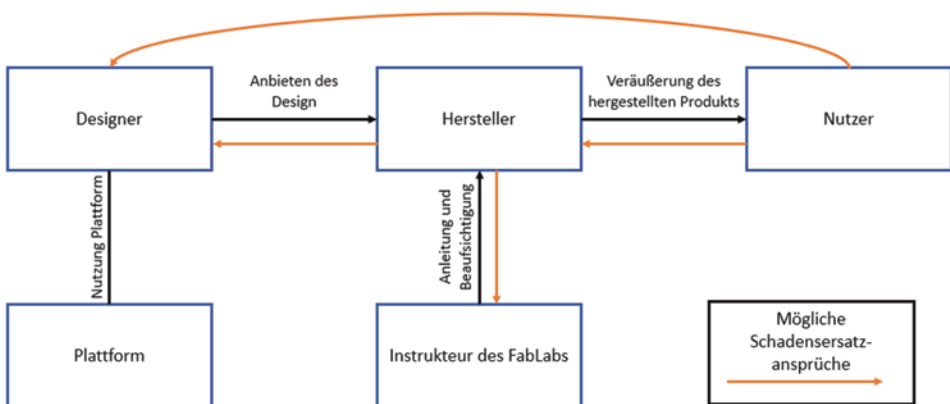 Anbieten des
Design
Veräußerung des
hergestellten Produkts
Designer
Hersteller
Nutzer
Nutzung Plattform
Anleitung und
Beaufsichtigung
Plattform
Instrukteur des FabLabs
Mögliche
Schadensersatz-
ansprüche